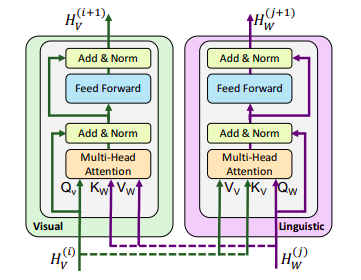 H_V^(i+1)
H_W^(j+1)
Add & Norm
Feed Forward
Add & Norm
Multi-Head
Attention
Q_v K_W V_W
Visual
Add & Norm
Feed Forward
Add & Norm
Multi-Head
Attention
V_V K_V Q_W
Linguistic
H_V^(i)
H_W^(j)